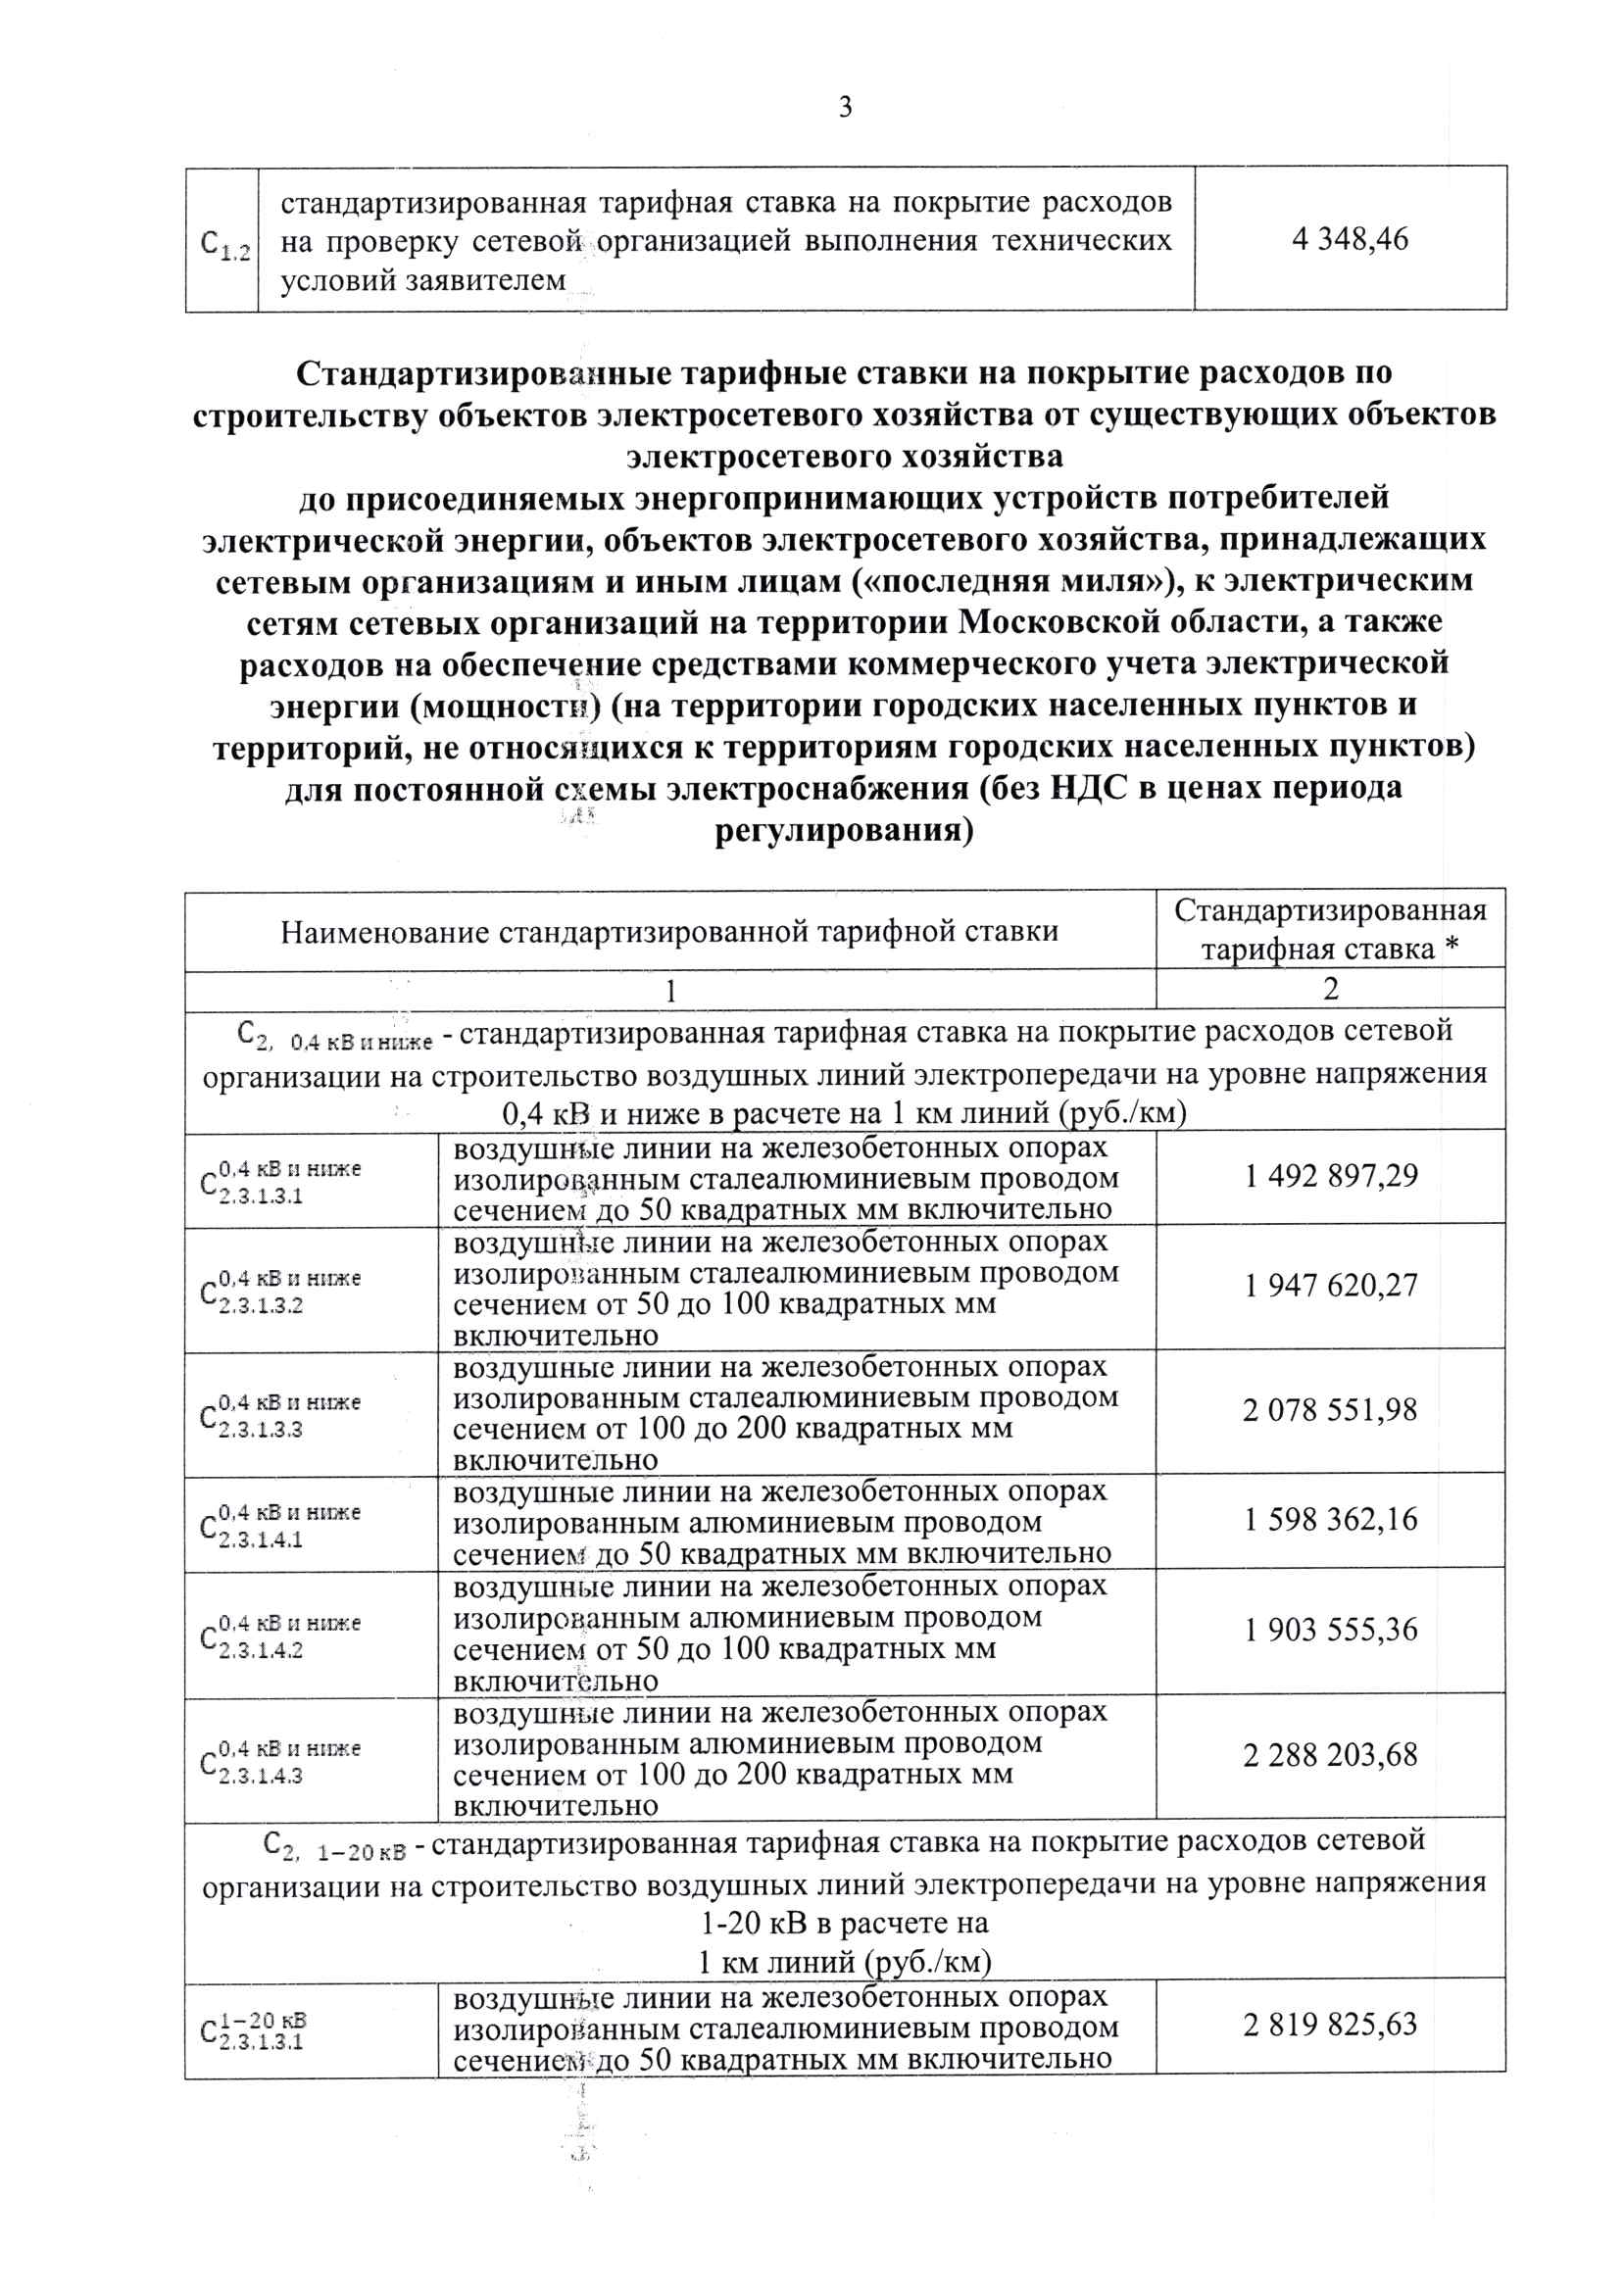 3
C1.2
стандартизированная тарифная ставка на покрытие расходов
на проверку сетевой организацией выполнения технических
условий заявителем
4 348,46
Стандартизированные тарифные ставки на покрытие расходов по
строительству объектов электросетевого хозяйства от существующих объектов
электросетевого хозяйства
до присоединяемых энергопринимающих устройств потребителей
электрической энергии, объектов электросетевого хозяйства, принадлежащих
сетевым организациям и иным лицам («последняя миля»), к электрическим
сетям сетевых организаций на территории Московской области, а также
расходов на обеспечение средствами коммерческого учета электрической
энергии (мощности) (на территории городских населенных пунктов и
территорий, не относящихся к территориям городских населенных пунктов)
для постоянной схемы электроснабжения (без НДС в ценах периода
регулирования)
Наименование стандартизированной тарифной ставки
Стандартизированная
тарифная ставка *
1
2
C2, 0,4 кВ и ниже - стандартизированная тарифная ставка на покрытие расходов сетевой
организации на строительство воздушных линий электропередачи на уровне напряжения
0,4 кВ и ниже в расчете на 1 км линий (руб./км)
C 0,4 кВ и ниже
2.3.1.3.1
воздушные линии на железобетонных опорах
изолированным сталеалюминиевым проводом
сечением до 50 квадратных мм включительно
1 492 897,29
C 0,4 кВ и ниже
2.3.1.3.2
воздушные линии на железобетонных опорах
изолированным сталеалюминиевым проводом
сечением от 50 до 100 квадратных мм
включительно
1 947 620,27
C 0,4 кВ и ниже
2.3.1.3.3
воздушные линии на железобетонных опорах
изолированным сталеалюминиевым проводом
сечением от 100 до 200 квадратных мм
включительно
2 078 551,98
C 0,4 кВ и ниже
2.3.1.4.1
воздушные линии на железобетонных опорах
изолированным алюминиевым проводом
сечением до 50 квадратных мм включительно
1 598 362,16
C 0,4 кВ и ниже
2.3.1.4.2
воздушные линии на железобетонных опорах
изолированным алюминиевым проводом
сечением от 50 до 100 квадратных мм
включительно
1 903 555,36
C 0,4 кВ и ниже
2.3.1.4.3
воздушные линии на железобетонных опорах
изолированным алюминиевым проводом
сечением от 100 до 200 квадратных мм
включительно
2 288 203,68
C2, 1–20 кВ - стандартизированная тарифная ставка на покрытие расходов сетевой
организации на строительство воздушных линий электропередачи на уровне напряжения
1-20 кВ в расчете на
1 км линий (руб./км)
C 1–20 кВ
2.3.1.3.1
воздушные линии на железобетонных опорах
изолированным сталеалюминиевым проводом
сечением до 50 квадратных мм включительно
2 819 825,63